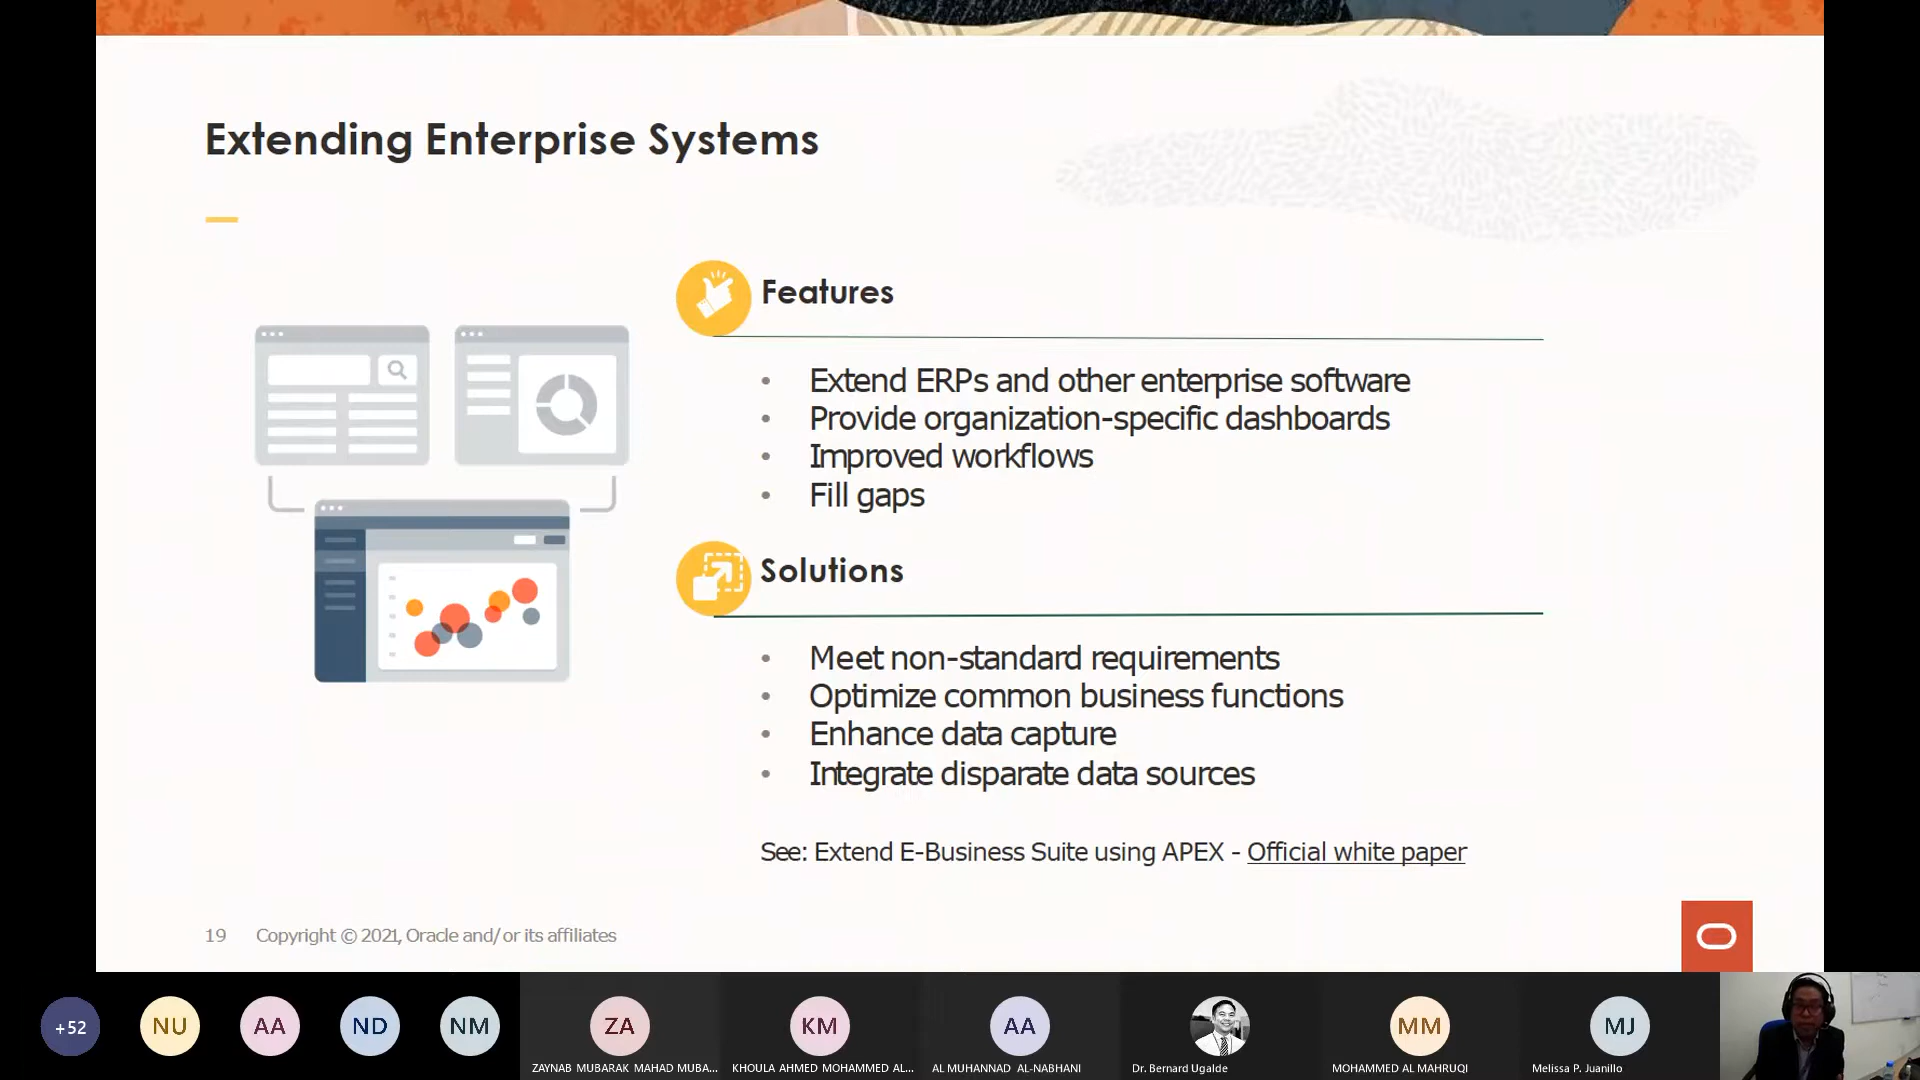 Extending Enterprise Systems
Features
• Extend ERPs and other enterprise software
• Provide organization-specific dashboards
• Improved workflows
• Fill gaps
Solutions
• Meet non-standard requirements
• Optimize common business functions
• Enhance data capture
• Integrate disparate data sources
See: Extend E-Business Suite using APEX - Official white paper
19 Copyright © 2021, Oracle and/or its affiliates
+52
NU
AA
ND
NM
ZA
KM
AA
MM
MJ
ZAYNAB MUBARAK MAHAD MUBA...
KHOULA AHMED MOHAMMED AL...
AL MUHANNAD AL-NABHANI
Dr. Bernard Ugalde
MOHAMMED AL MAHRUQI
Melissa P. Juanillo